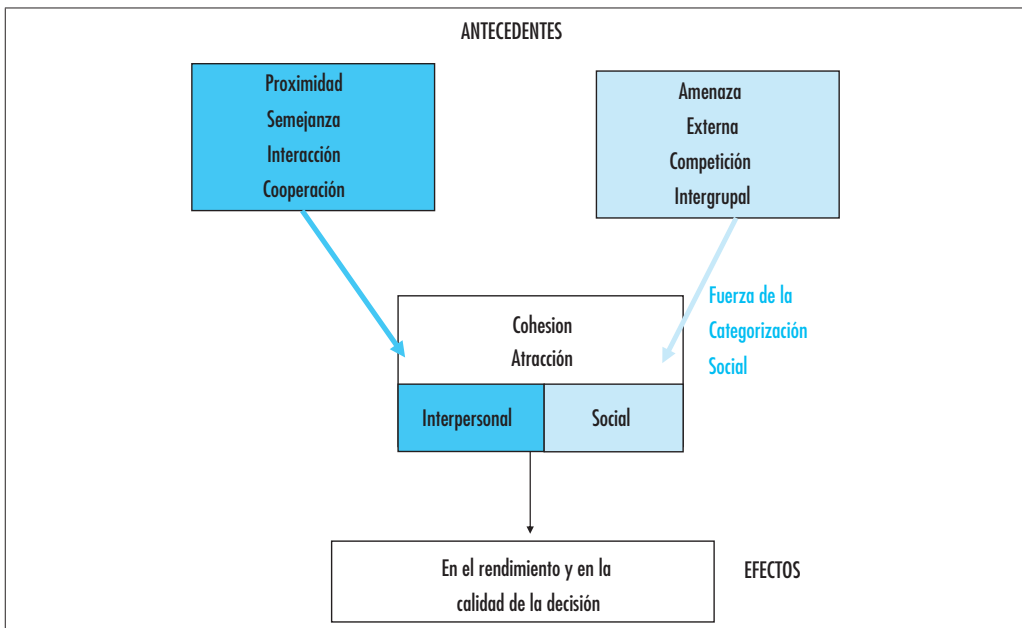 ANTECEDENTES
Proximidad
Semejanza
Interacción
Cooperación
Amenaza
Externa
Competición
Intergrupal
Fuerza de la
Categorización
Social
Cohesion
Atracción
Interpersonal
Social
En el rendimiento y en la
calidad de la decisión
EFECTOS